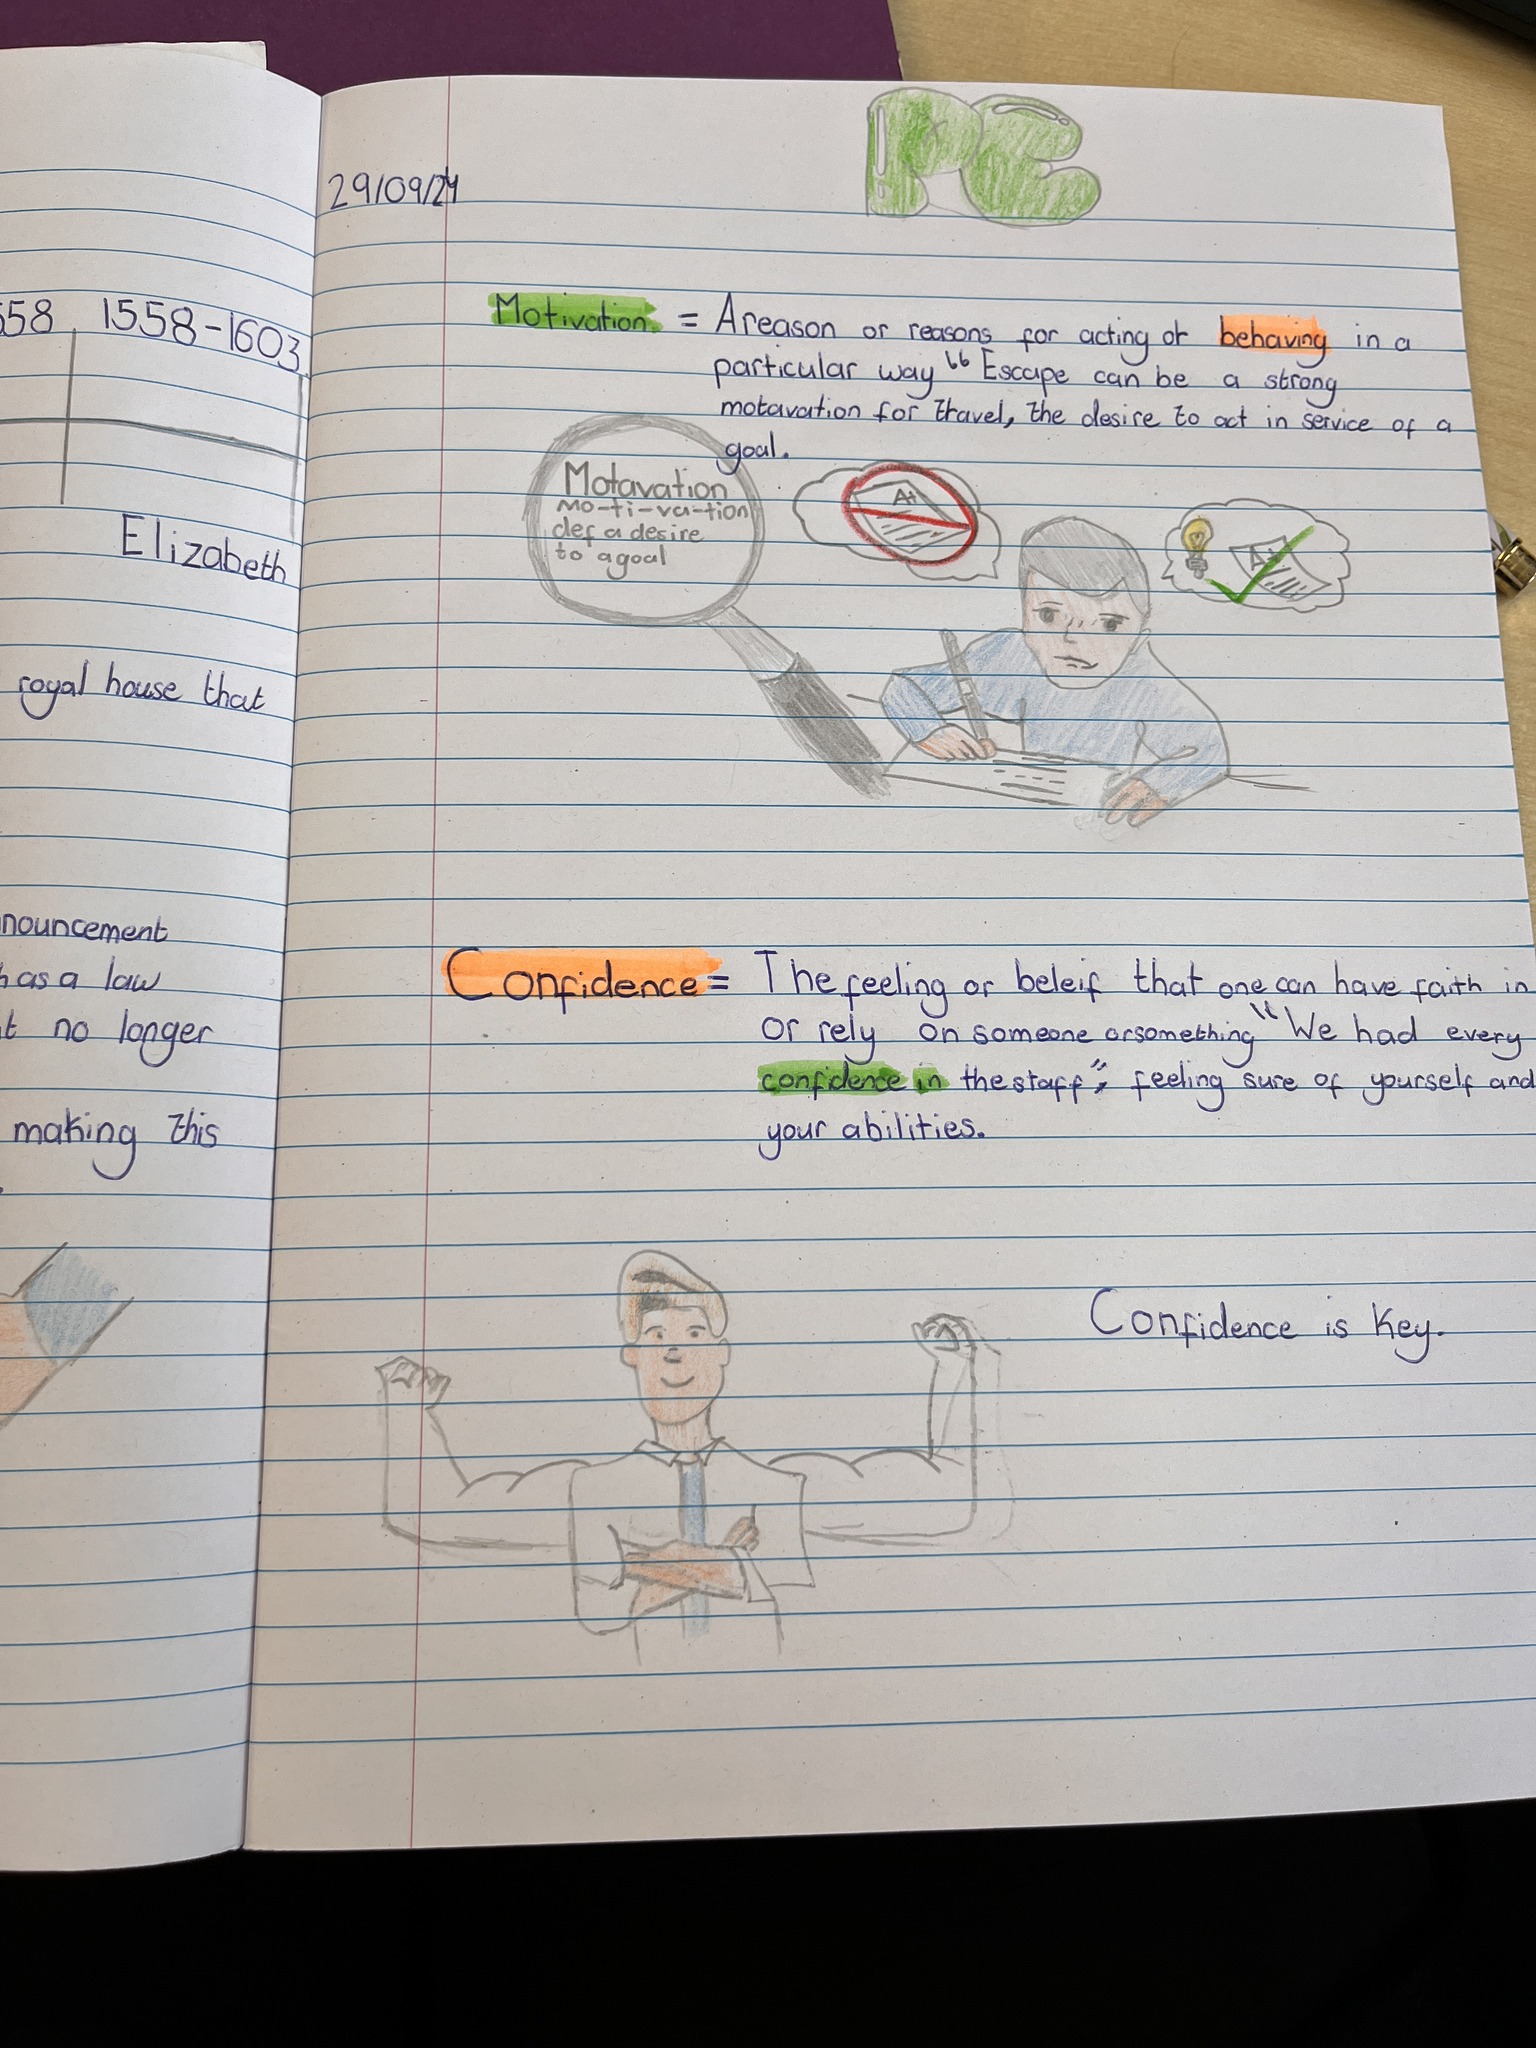 558 1558-1603
Elizabeth
royal house that
nouncement
has a law
t no longer
making this
PE
29/09/24
Motivation = A reason or reasons for acting or behaving in a
particular way “ Escape can be a strong
motavation for travel, the desire to act in service of a
goal.
Motavation
Mo-ti-va-tion
def a desire
to a goal
A+
A+
Confidence = The feeling or beleif that one can have faith in
or rely on someone or something “ We had every
confidence in the staff”; feeling sure of yourself and
your abilities.
Confidence is Key.